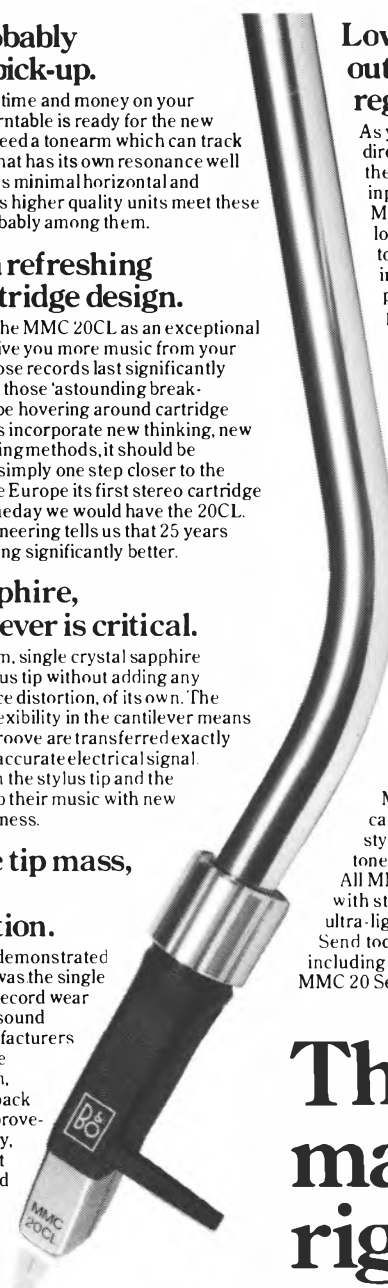 bably
pick-up.
time and money on your
rntable is ready for the new
eed a tonearm which can track
hat has its own resonance well
s minimal horizontal and
s higher quality units meet these
bably among them.
refreshing
tridge design.
he MMC 20CL as an exceptional
ive you more music from your
ose records last significantly
those ‘astounding break-
be hovering around cartridge
s incorporate new thinking, new
ing methods, it should be
simply one step closer to the
e Europe its first stereo cartridge
neday we would have the 20CL.
neering tells us that 25 years
ng significantly better.
phire,
ever is critical.
m, single crystal sapphire
lus tip without adding any
ce distortion, of its own. The
exibility in the cantilever means
roove are transferred exactly
accurate electrical signal.
n the stylus tip and the
o their music with new
ness.
e tip mass,
tion.
demonstrated
was the single
record wear
sound
facturers
e
n,
back
prove-
y,
t
d
B&O
MMC
20CL
Low
out
reg
As y
dire
the
inp
M
lo
to
in
p
M
ca
sty
tone
All MM
with st
ultra-lig
Send tod
including
MMC 20 Se
Th
ma
rig